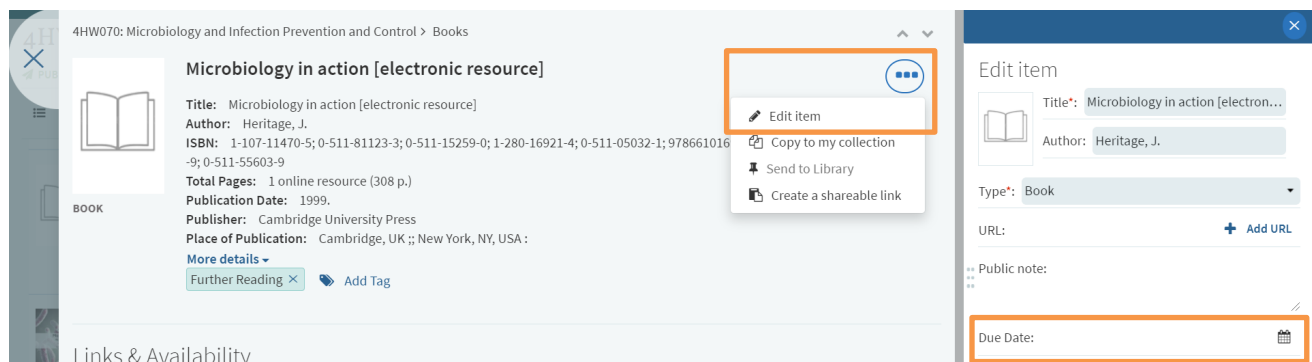 4HW070: Microbiology and Infection Prevention and Control > Books
Microbiology in action [electronic resource]
Title: Microbiology in action [electronic resource]
Author: Heritage, J.
ISBN: 1-107-11470-5; 0-511-81123-3; 0-511-15259-0; 1-280-16921-4; 0-511-05032-1; 978661016
-9; 0-511-55603-9
Total Pages: 1 online resource (308 p.)
Publication Date: 1999.
Publisher: Cambridge University Press
Place of Publication: Cambridge, UK ;; New York, NY, USA :
More details
Further Reading ×
Add Tag
BOOK
Links & Availability
Edit item
Copy to my collection
Send to Library
Create a shareable link
Edit item
Title*: Microbiology in action [electron...
Author: Heritage, J.
Type*: Book
URL: + Add URL
Public note:
Due Date: